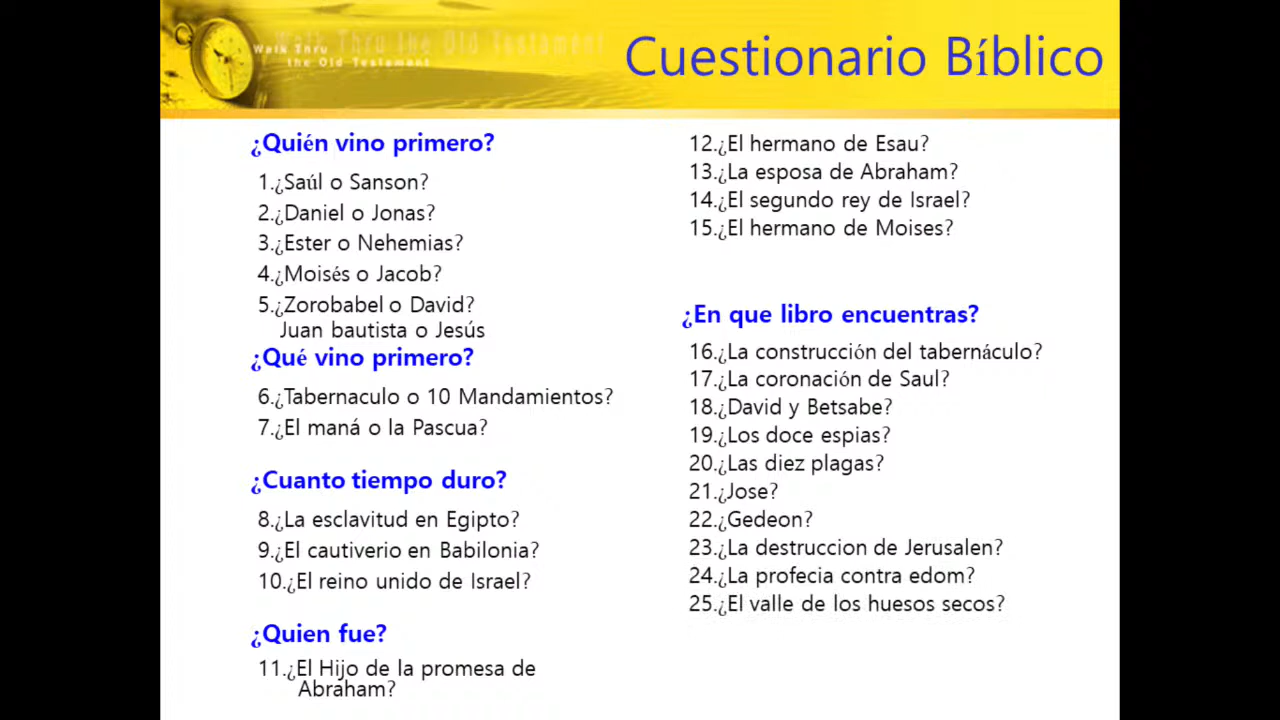 Walk Thru the Old Testament
Walk Thru
the Old Testament
Cuestionario Bíblico
¿Quién vino primero?
1.¿Saúl o Sanson?
2.¿Daniel o Jonas?
3.¿Ester o Nehemias?
4.¿Moisés o Jacob?
5.¿Zorobabel o David?
Juan bautista o Jesús
¿Qué vino primero?
6.¿Tabernaculo o 10 Mandamientos?
7.¿El maná o la Pascua?
¿Cuanto tiempo duro?
8.¿La esclavitud en Egipto?
9.¿El cautiverio en Babilonia?
10.¿El reino unido de Israel?
¿Quien fue?
11.¿El Hijo de la promesa de
Abraham?
12.¿El hermano de Esau?
13.¿La esposa de Abraham?
14.¿El segundo rey de Israel?
15.¿El hermano de Moises?
¿En que libro encuentras?
16.¿La construcción del tabernáculo?
17.¿La coronación de Saul?
18.¿David y Betsabe?
19.¿Los doce espias?
20.¿Las diez plagas?
21.¿Jose?
22.¿Gedeon?
23.¿La destruccion de Jerusalen?
24.¿La profecia contra edom?
25.¿El valle de los huesos secos?